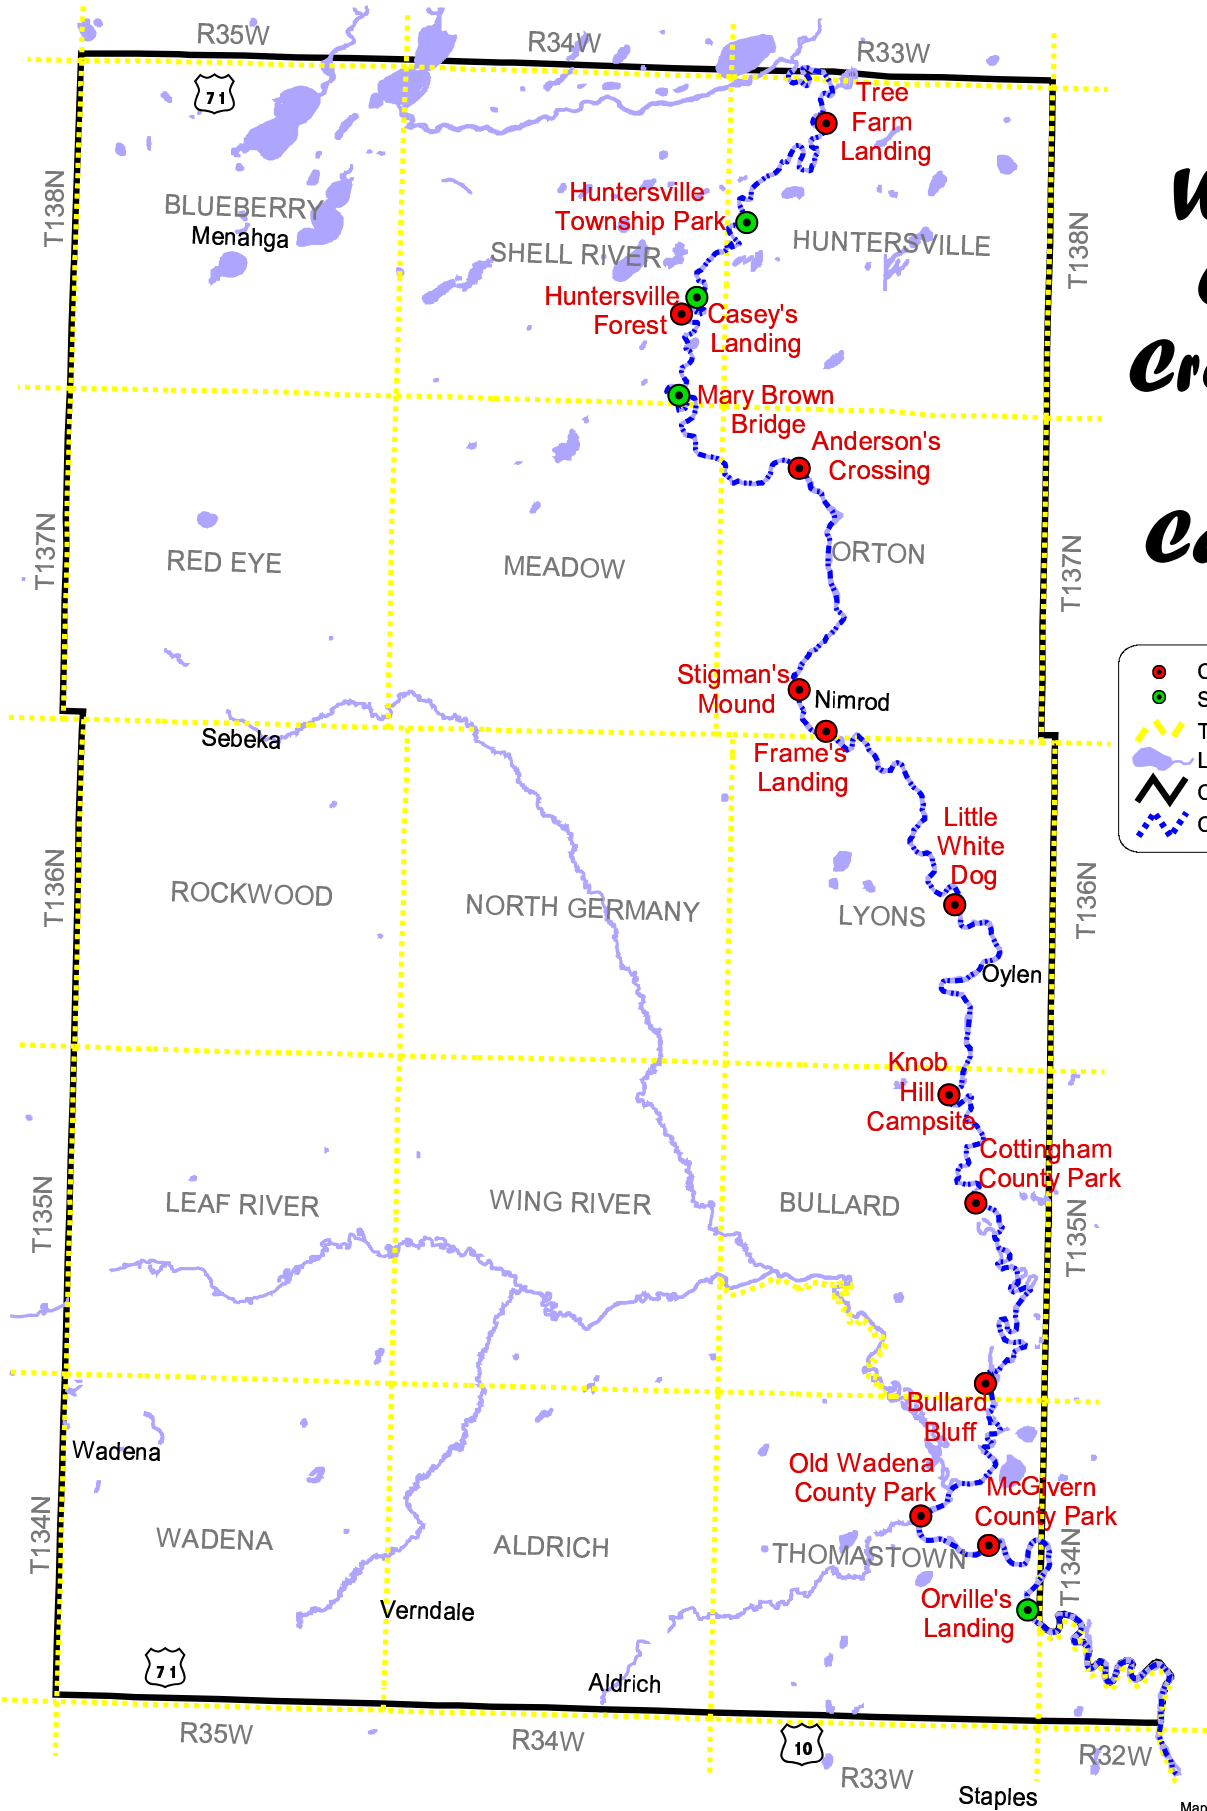 R35W
R34W
R33W
71
Tree
Farm
Landing
T138N
Huntersville
Township Park
BLUEBERRY
Menahga
SHELL RIVER
HUNTERSVILLE
T138N
Huntersville
Forest
Casey's
Landing
Mary Brown
Bridge
Anderson's
Crossing
T137N
RED EYE
MEADOW
ORTON
T137N
Stigman's
Mound
Nimrod
Sebeka
Frame's
Landing
Little
White
Dog
T136N
ROCKWOOD
NORTH GERMANY
LYONS
T136N
Oylen
Knob
Hill
Campsite
Cottingham
County Park
T135N
LEAF RIVER
WING RIVER
BULLARD
T135N
Bullard
Bluff
Wadena
Old Wadena
County Park
McGivern
County Park
T134N
WADENA
ALDRICH
THOMASTOWN
T134N
Orville's
Landing
Verndale
71
Aldrich
R35W
R34W
10
R33W
R32W
Staples
Map